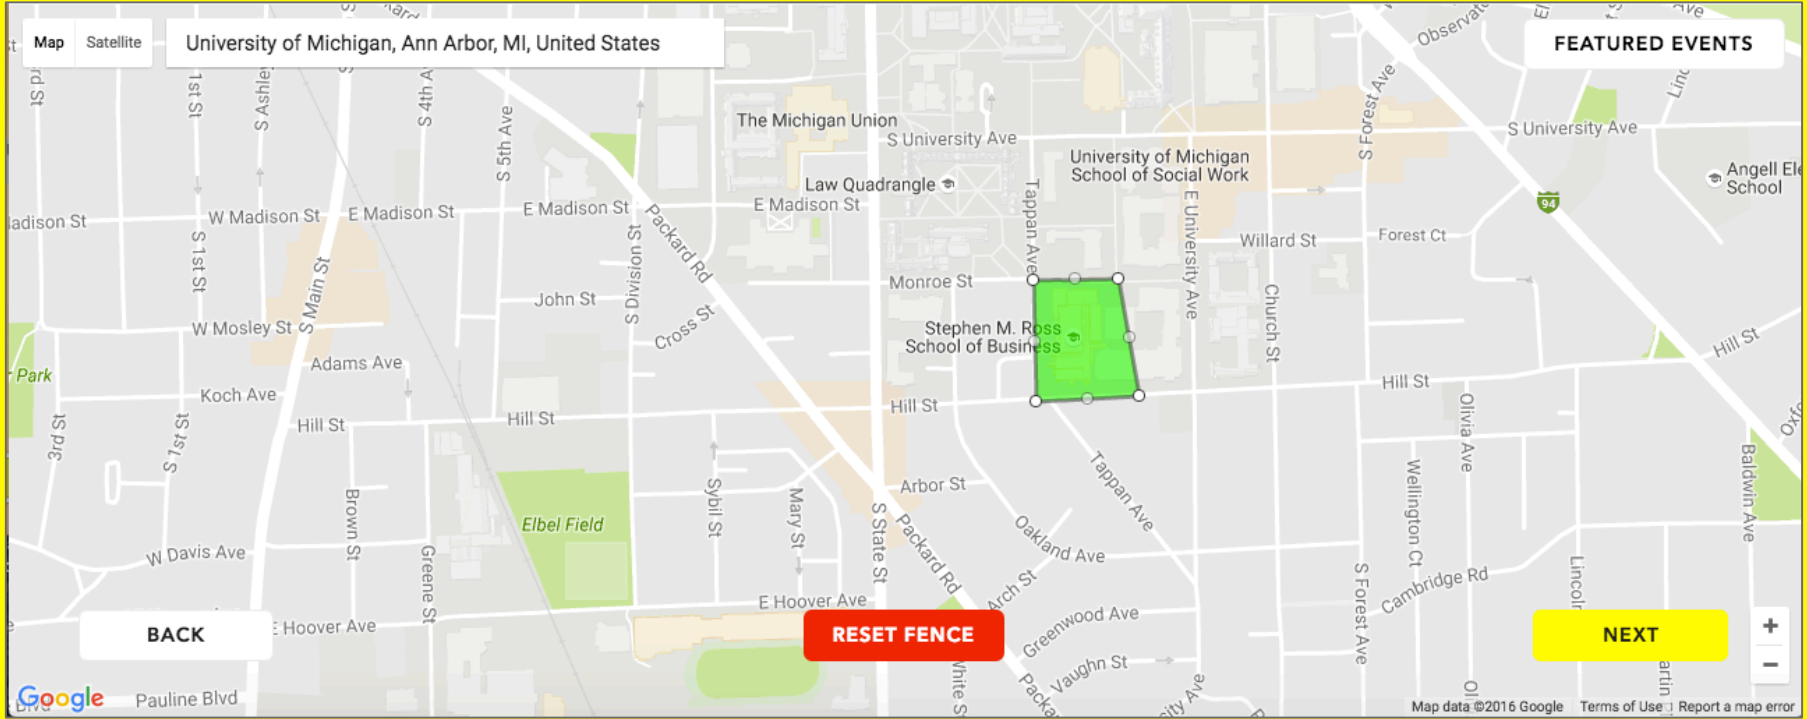 Map
Satellite
University of Michigan, Ann Arbor, MI, United States
FEATURED EVENTS
S 4th A
S Ashley
S 1st St
3rd St
S 5th Ave
The Michigan Union
S University Ave
S University Ave
S Forest Ave
University of Michigan
School of Social Work
Law Quadrangle
Angell Ele
School
94
adison St
W Madison St
E Madison St
E Madison St
E Madison St
Tappan Ave
E University Ave
Willard St
Forest Ct
S 1st St
S Main St
S Division St
Packard Rd
Monroe St
John St
Cross St
W Mosley St
Stephen M. Ross
School of Business
Church St
Hill St
Adams Ave
Park
Koch Ave
Hill St
Hill St
Hill St
Hill St
3rd St
S 1st St
Olivia Ave
Baldwin Ave
Tappan Ave
Arbor St
Sybil St
Mary St
Brown St
Elbel Field
S State St
Packard Rd
Oakland Ave
Wellington Ct
W Davis Ave
Greene St
Arch St
Cambridge Rd
S Forest Ave
E Hoover Ave
E Hoover Ave
Greenwood Ave
Vaughn St
BACK
RESET FENCE
NEXT
+
−
Google
Pauline Blvd
White S
Map data ©2016 Google
Terms of Use
Report a map error